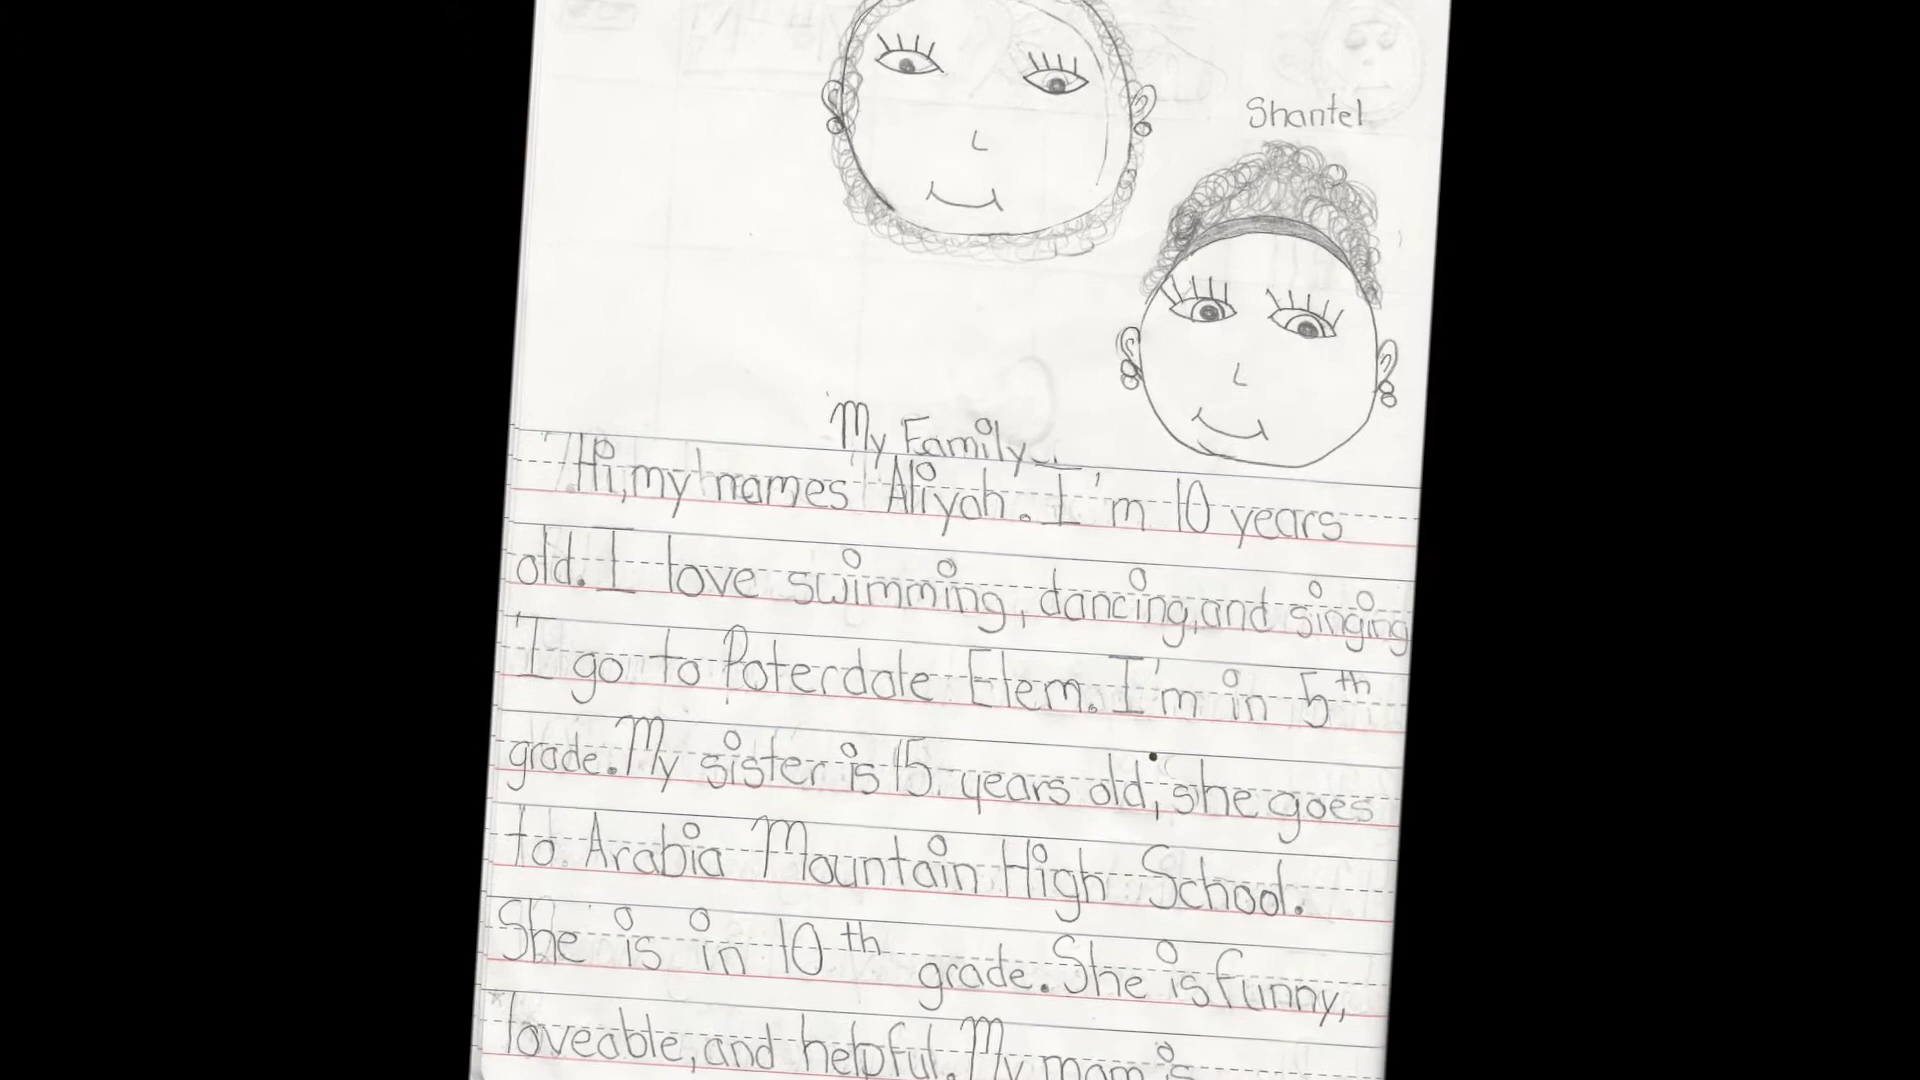 Shantel
My Family
Hi, my names Aliyah. I'm 10 years
old. I love swimming, dancing, and singing
I go to Poterdale Elem. I'm in 5th
grade. My sister is 15 years old, she goes
to Arabia Mountain High School.
She is in 10th grade. She is funny,
loveable, and helpful. My mom is